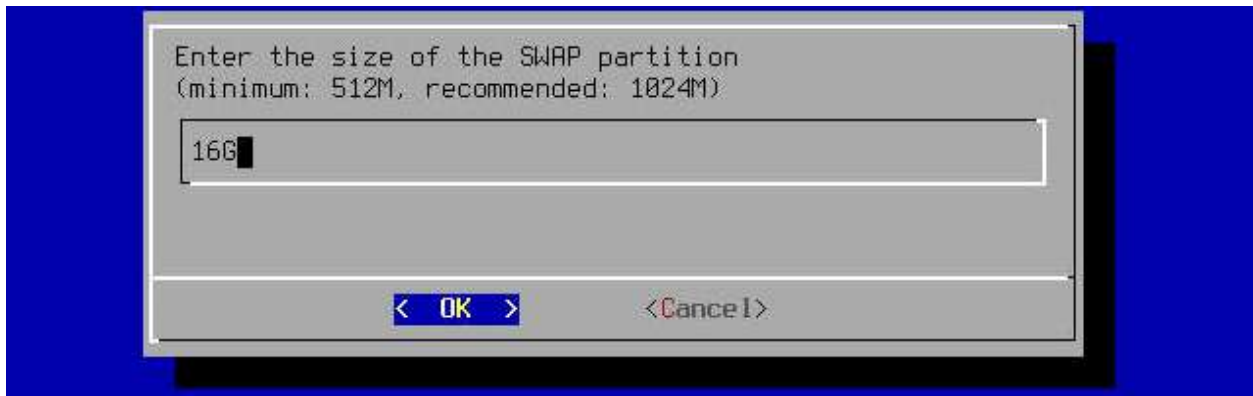 Enter the size of the SWAP partition
(minimum: 512M, recommended: 1024M)
16G
< OK > <Cancel>